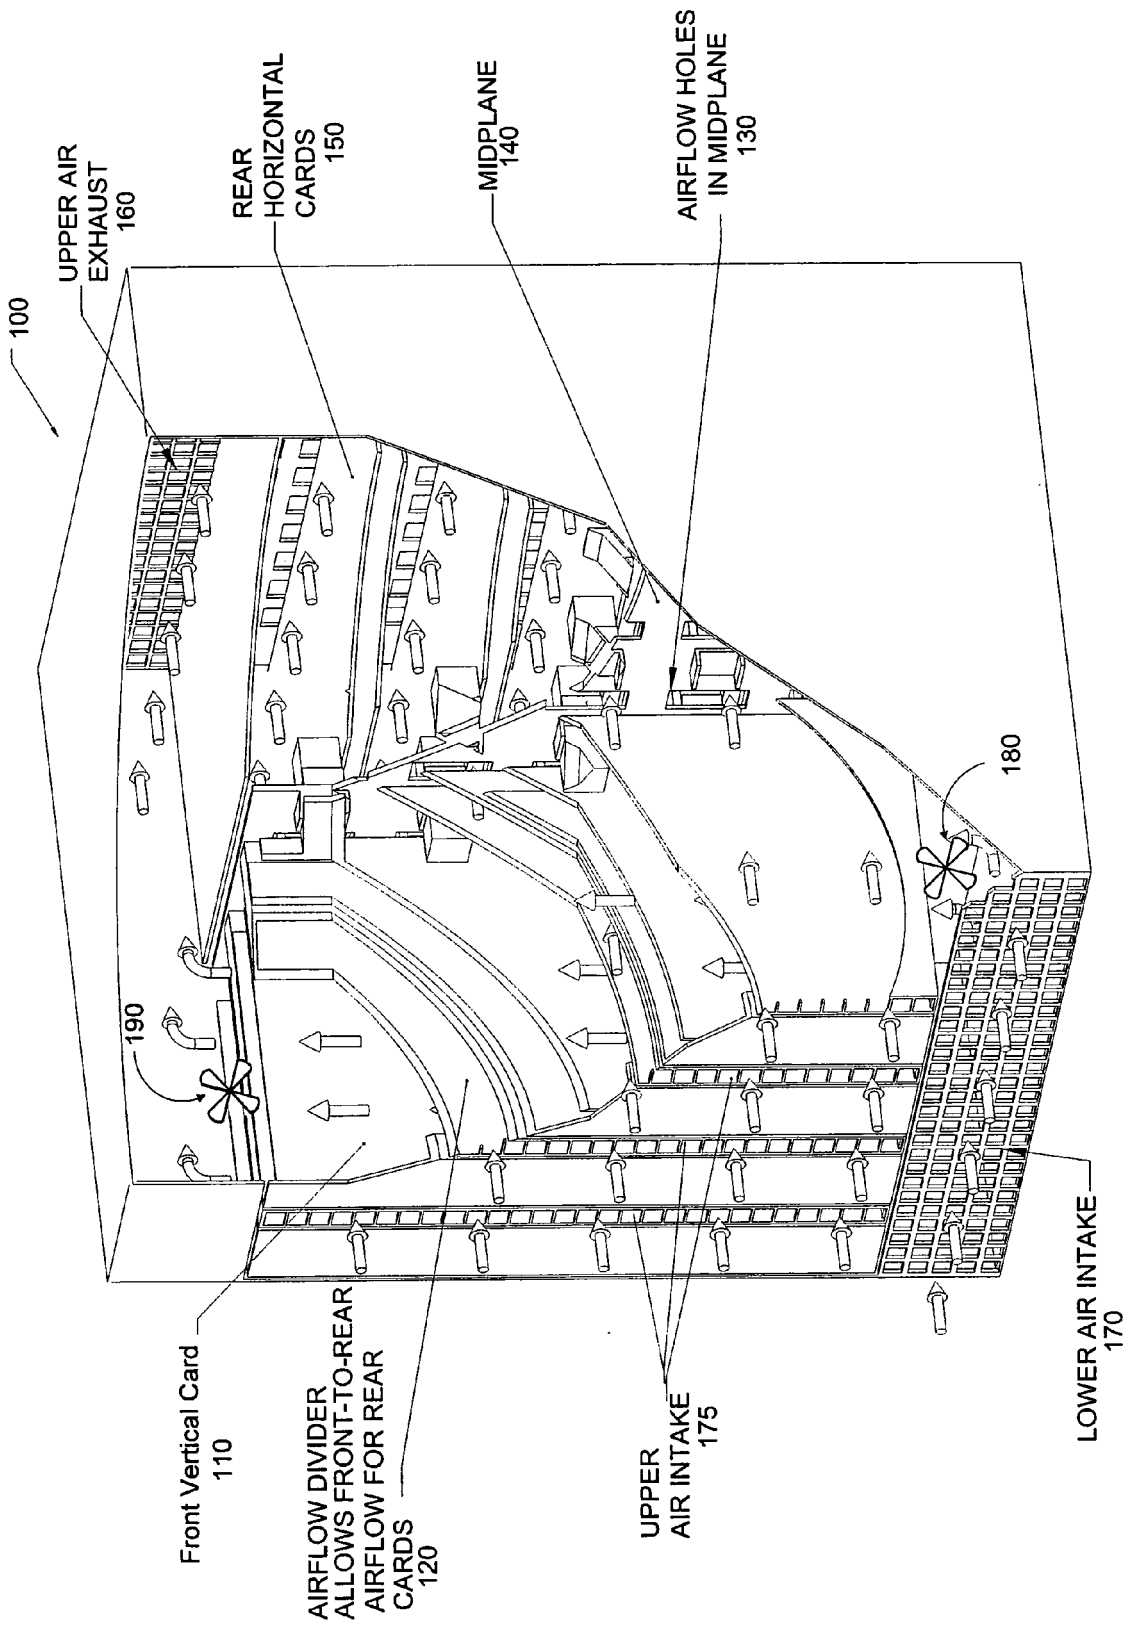 100
UPPER AIR
EXHAUST
160
REAR
HORIZONTAL
CARDS
150
MIDPLANE
140
AIRFLOW HOLES
IN MIDPLANE
130
190
180
Front Vertical Card
110
AIRFLOW DIVIDER
ALLOWS FRONT-TO-REAR
AIRFLOW FOR REAR
CARDS
120
UPPER
AIR INTAKE
175
LOWER AIR INTAKE
170